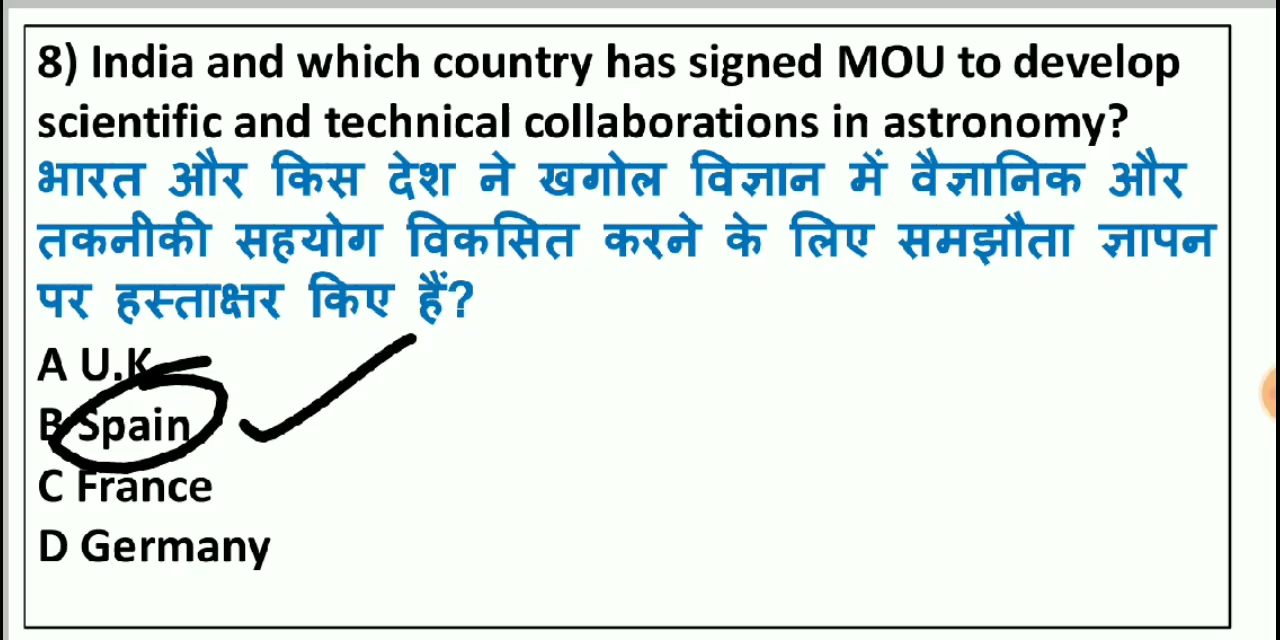 8) India and which country has signed MOU to develop
scientific and technical collaborations in astronomy?
भारत और किस देश ने खगोल विज्ञान में वैज्ञानिक और
तकनीकी सहयोग विकसित करने के लिए समझौता ज्ञापन
पर हस्ताक्षर किए हैं?
A U.K
B Spain
C France
D Germany